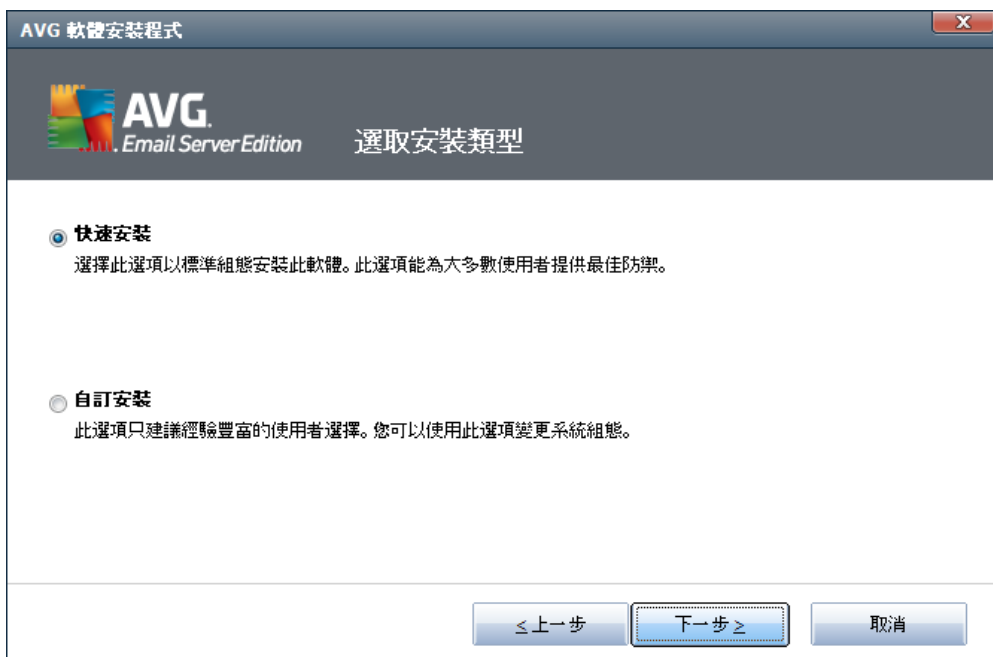 AVG 軟體安裝程式
AVG.
Email Server Edition
選取安裝類型
快速安裝
選擇此選項以標準組態安裝此軟體。此選項能為大多數使用者提供最佳防禦。
自訂安裝
此選項只建議經驗豐富的使用者選擇。您可以使用此選項變更系統組態。
<上一步
下一步>
取消